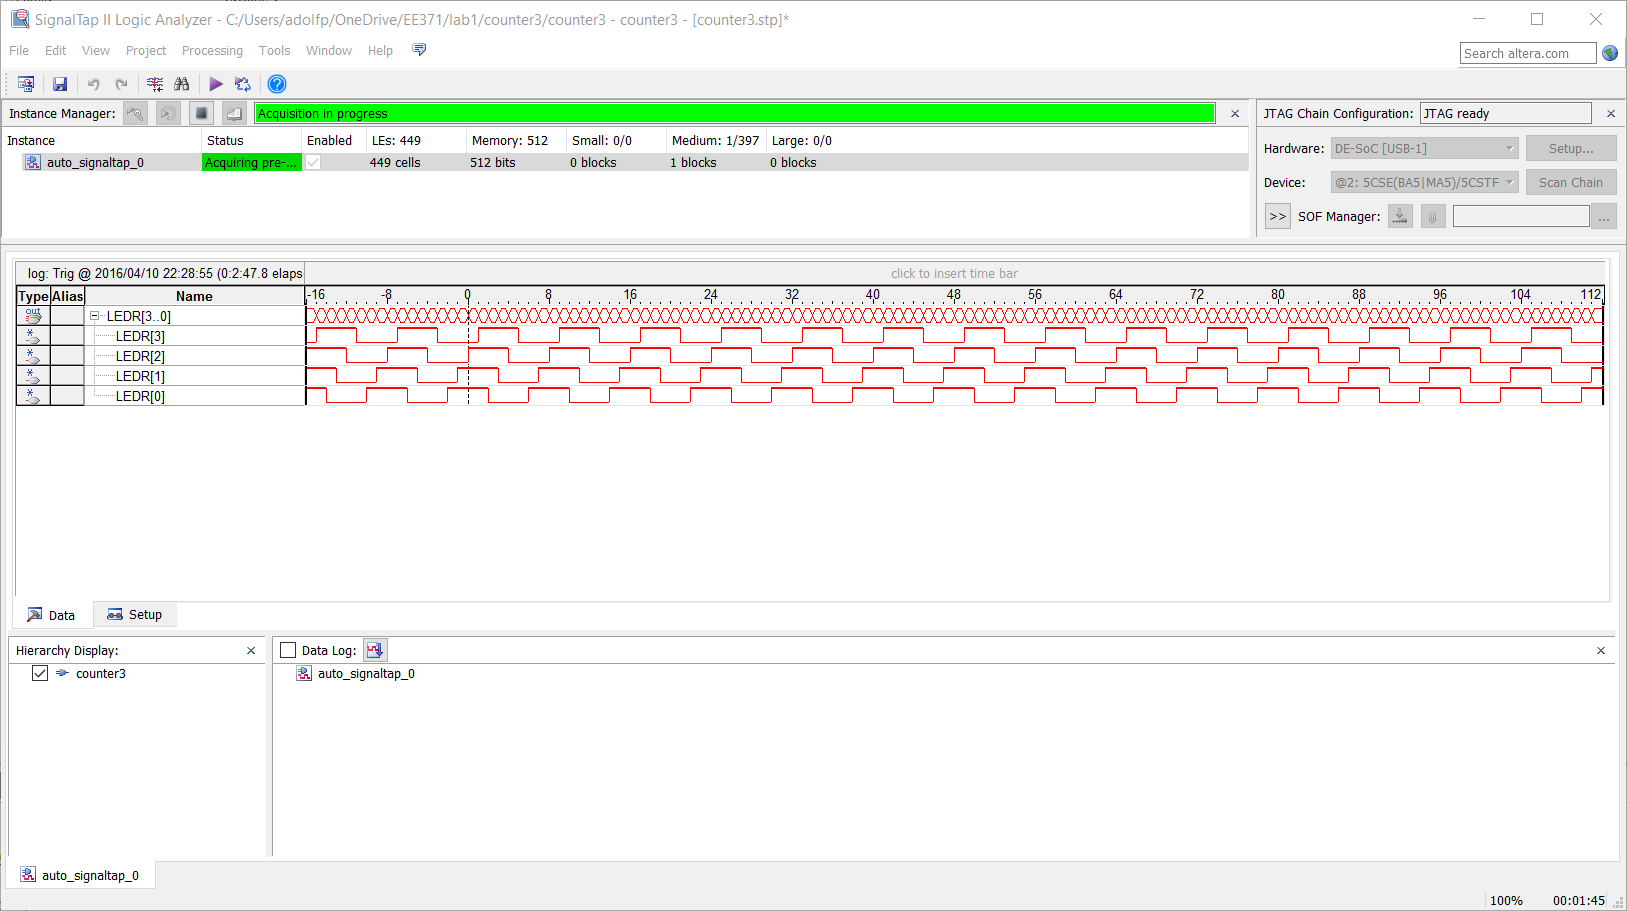 SignalTap II Logic Analyzer - C:/Users/adolfp/OneDrive/EE371/lab1/counter3/counter3 - counter3 - [counter3.stp]*
File Edit View Project Processing Tools Window Help
Search altera.com
Instance Manager: Acquisition in progress
Instance Status Enabled LEs: 449 Memory: 512 Small: 0/0 Medium: 1/397 Large: 0/0
auto_signaltap_0 Acquiring pre-... 449 cells 512 bits 0 blocks 1 blocks 0 blocks
JTAG Chain Configuration: JTAG ready
Hardware: DE-SoC [USB-1] Setup...
Device: @2: 5CSE(BA5|MA5)/5CSTF Scan Chain
>> SOF Manager: ...
log: Trig @ 2016/04/10 22:28:55 (0:2:47.8 elaps click to insert time bar
Type Alias Name -16 -8 0 8 16 24 32 40 48 56 64 72 80 88 96 104 112
out LEDR[3..0]
* LEDR[3]
* LEDR[2]
* LEDR[1]
* LEDR[0]
Data Setup
Hierarchy Display:
counter3
Data Log:
auto_signaltap_0
auto_signaltap_0
100% 00:01:45